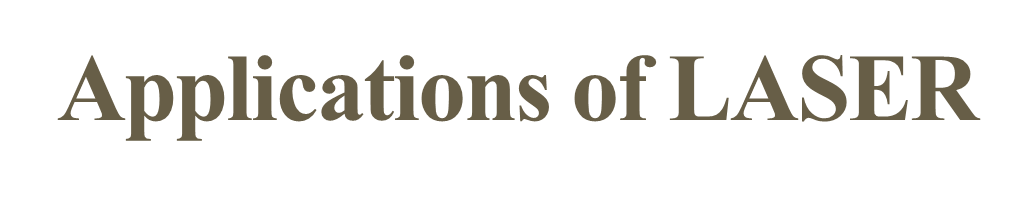 Applications of LASER